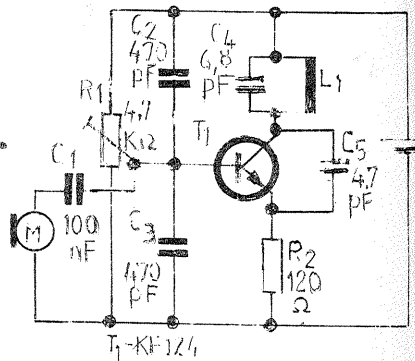 C2
470
pF
C4
6,8
pF
L1
R1
4,7
KΩ
T1
C5
4,7
pF
C1
100
nF
M
C3
470
pF
R2
120
Ω
T1-KF124